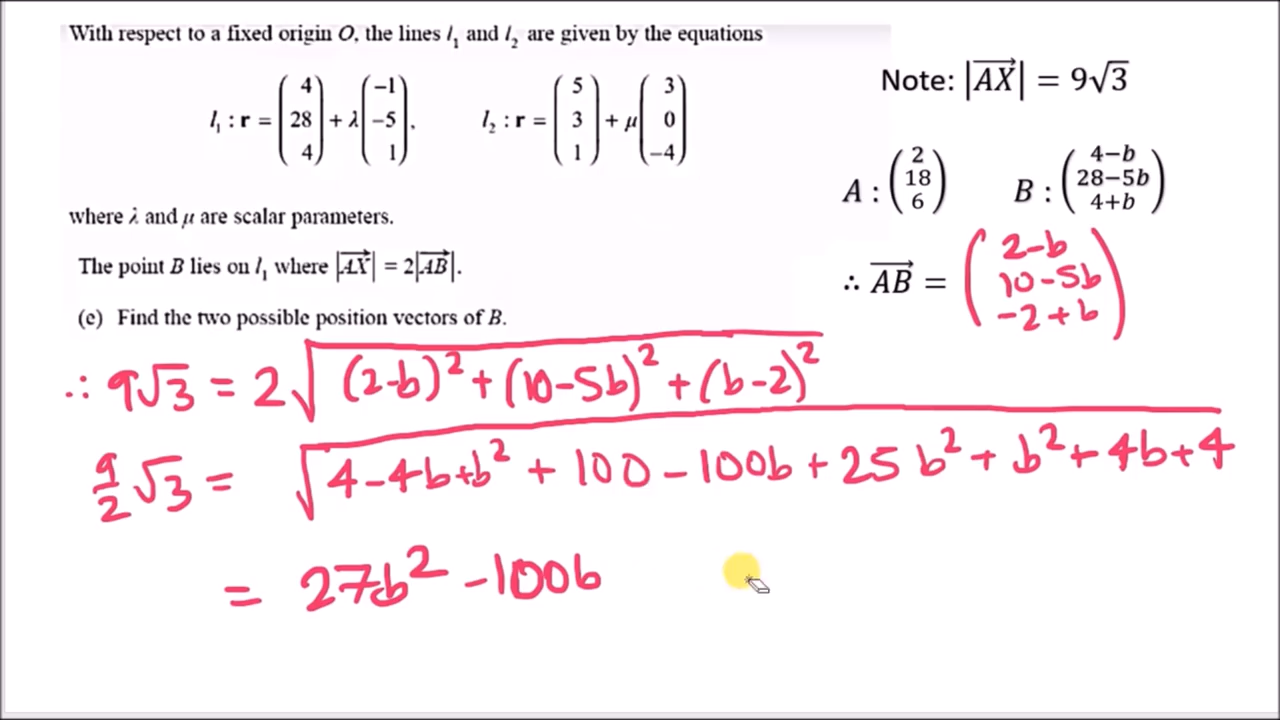 With respect to a fixed origin O, the lines l₁ and l₂ are given by the equations
l₁ : r = (4 28 4) + λ(−1 −5 1), l₂ : r = (5 3 1) + μ(3 0 −4)
where λ and μ are scalar parameters.
The point B lies on l₁ where |AX| = 2|AB|.
(e) Find the two possible position vectors of B.
Note: |AX| = 9√3
A : (2 18 6) B : (4−b 28−5b 4+b)
∴ AB = (2-b 10-5b -2+b)
∴ 9√3 = 2√((2-b)² + (10-5b)² + (b-2)²)
9/2 √3 = √(4-4b+b² + 100 - 100b + 25b² + b² + 4b + 4)
= 27b² - 100b